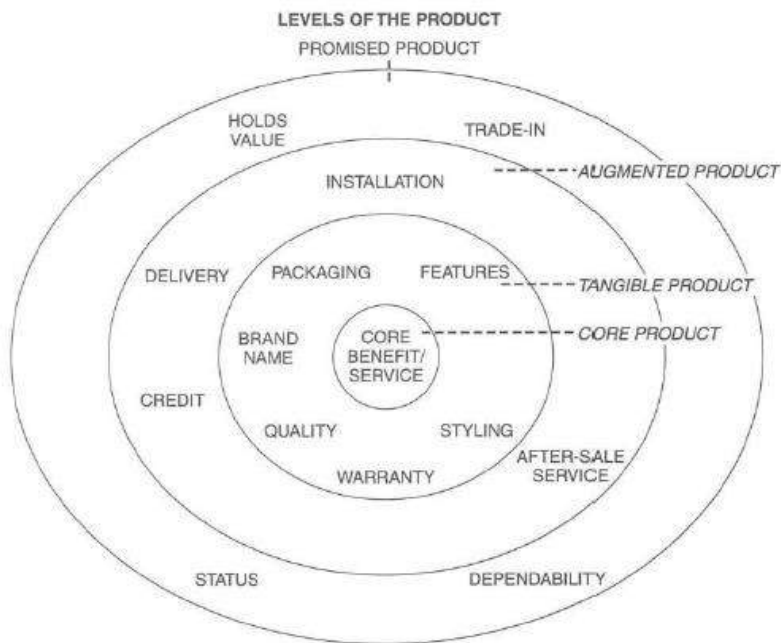 LEVELS OF THE PRODUCT
PROMISED PRODUCT
HOLDS
VALUE
TRADE-IN
AUGMENTED PRODUCT
INSTALLATION
DELIVERY
PACKAGING
FEATURES
TANGIBLE PRODUCT
BRAND
NAME
CORE
BENEFIT/
SERVICE
CORE PRODUCT
CREDIT
QUALITY
STYLING
WARRANTY
AFTER-SALE
SERVICE
STATUS
DEPENDABILITY